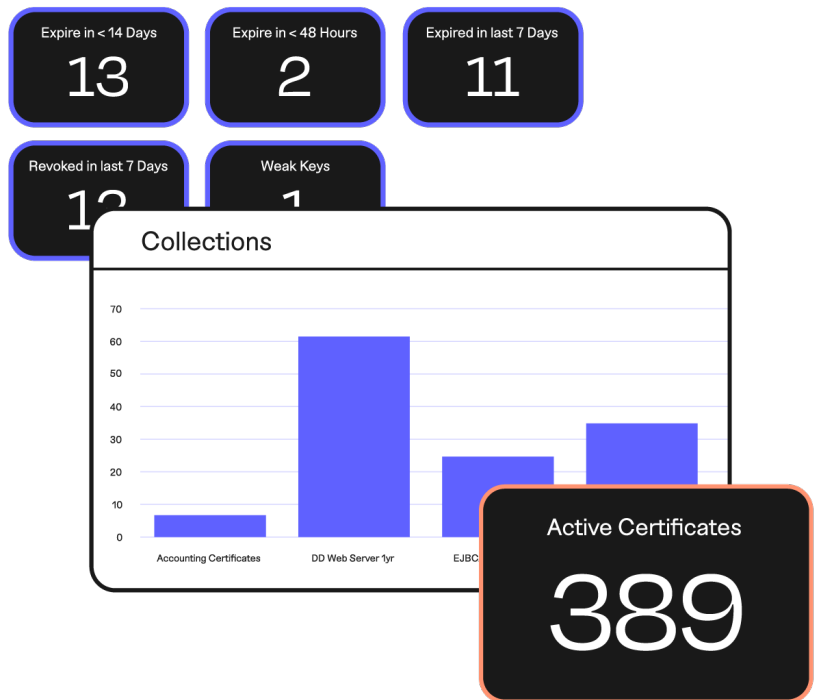 Expire in < 14 Days
13
Expire in < 48 Hours
2
Expired in last 7 Days
11
Revoked in last 7 Days
Weak Keys
1
Collections
70
60
50
40
30
20
10
0
Accounting Certificates
DD Web Server 1yr
EJBC
Active Certificates
389